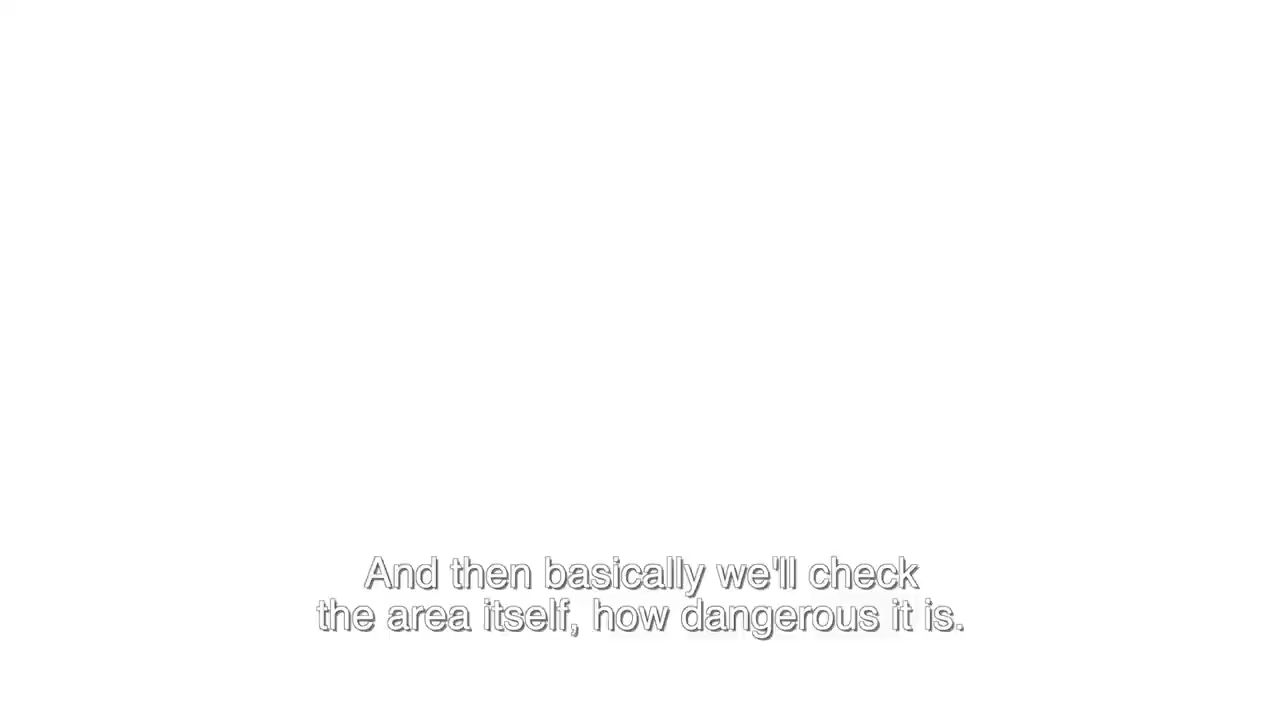 And then basically we'll check
the area itself, how dangerous it is.